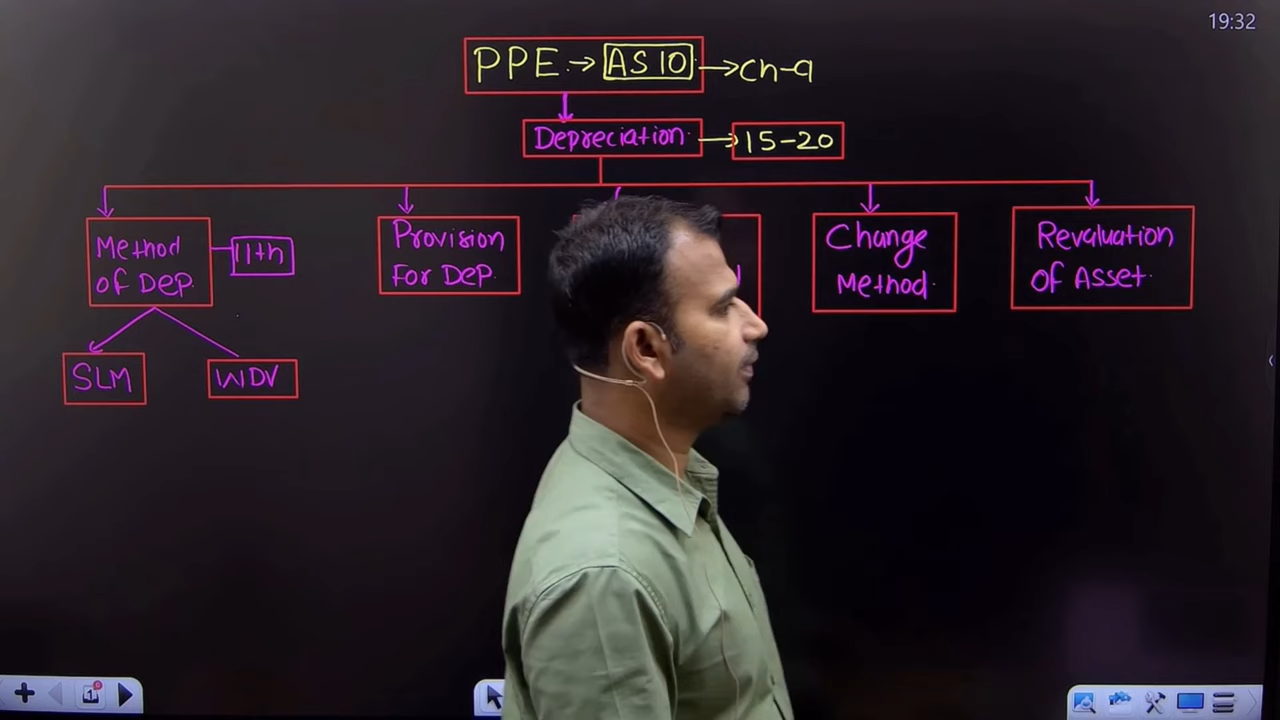 19:32
PPE → AS 10 → Ch-9
Depreciation → 15-20
Method
of Dep.
11th
Provision
For Dep.
Change
Method
Revaluation
of Asset
SLM
WDV
1